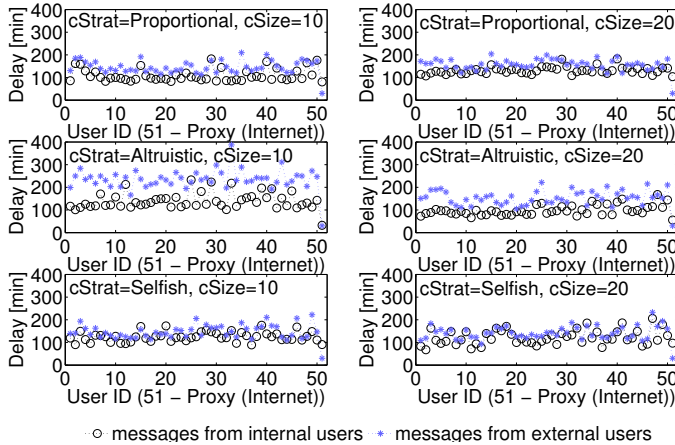 cStrat=Proportional, cSize=10
Delay [min]
400
300
200
100
0
0 10 20 30 40 50
User ID (51 − Proxy (Internet))
cStrat=Proportional, cSize=20
Delay [min]
400
300
200
100
0
0 10 20 30 40 50
User ID (51 − Proxy (Internet))
cStrat=Altruistic, cSize=10
Delay [min]
400
300
200
100
0
0 10 20 30 40 50
User ID (51 − Proxy (Internet))
cStrat=Altruistic, cSize=20
Delay [min]
400
300
200
100
0
0 10 20 30 40 50
User ID (51 − Proxy (Internet))
cStrat=Selfish, cSize=10
Delay [min]
400
300
200
100
0
0 10 20 30 40 50
User ID (51 − Proxy (Internet))
cStrat=Selfish, cSize=20
Delay [min]
400
300
200
100
0
0 10 20 30 40 50
User ID (51 − Proxy (Internet))
messages from internal users
messages from external users